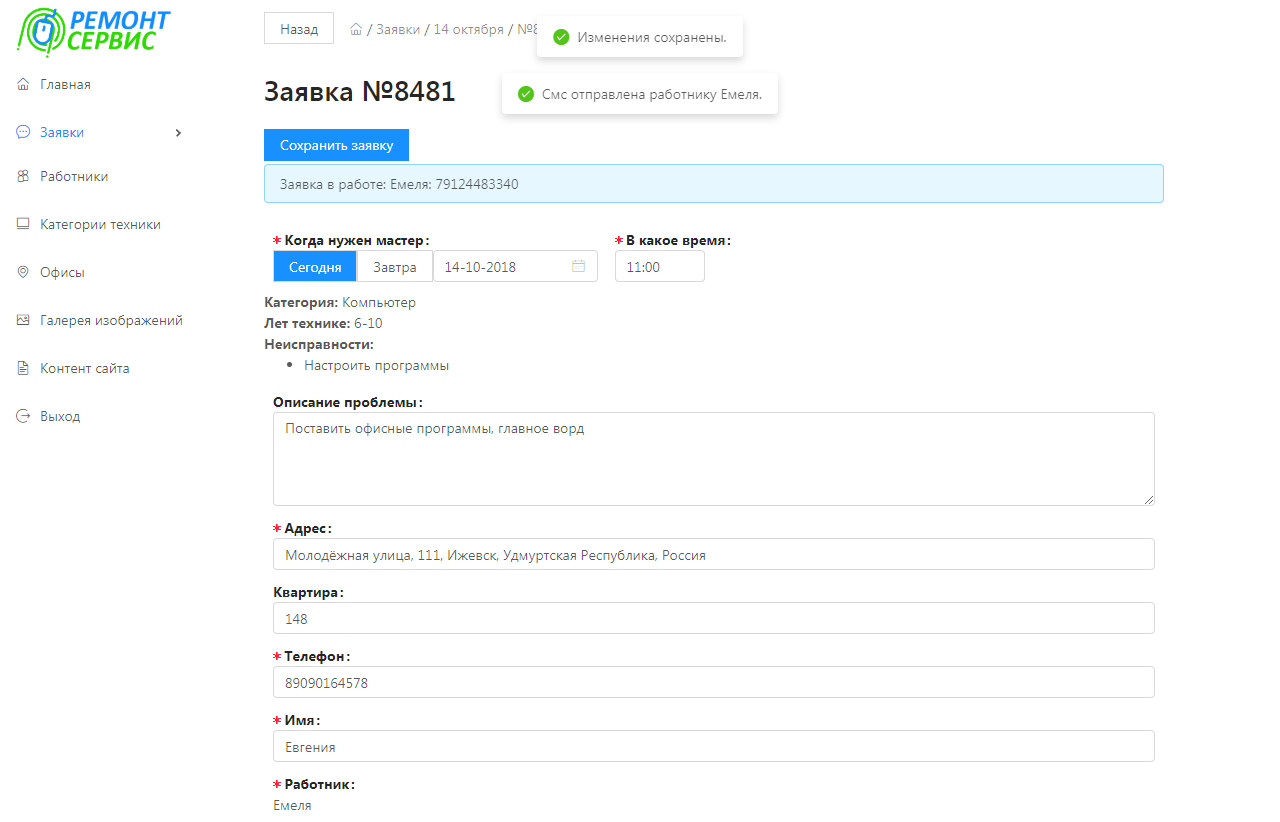 РЕМОНТ
СЕРВИС
Главная
Заявки
Работники
Категории техники
Офисы
Галерея изображений
Контент сайта
Выход
Назад
/ Заявки / 14 октября / №8
Изменения сохранены.
Заявка №8481
Смс отправлена работнику Емеля.
Сохранить заявку
Заявка в работе: Емеля: 79124483340
* Когда нужен мастер:
* В какое время:
Сегодня
Завтра
14-10-2018
11:00
Категория: Компьютер
Лет технике: 6-10
Неисправности:
• Настроить программы
Описание проблемы:
Поставить офисные программы, главное ворд
* Адрес:
Молодёжная улица, 111, Ижевск, Удмуртская Республика, Россия
Квартира:
148
* Телефон:
89090164578
* Имя:
Евгения
* Работник:
Емеля